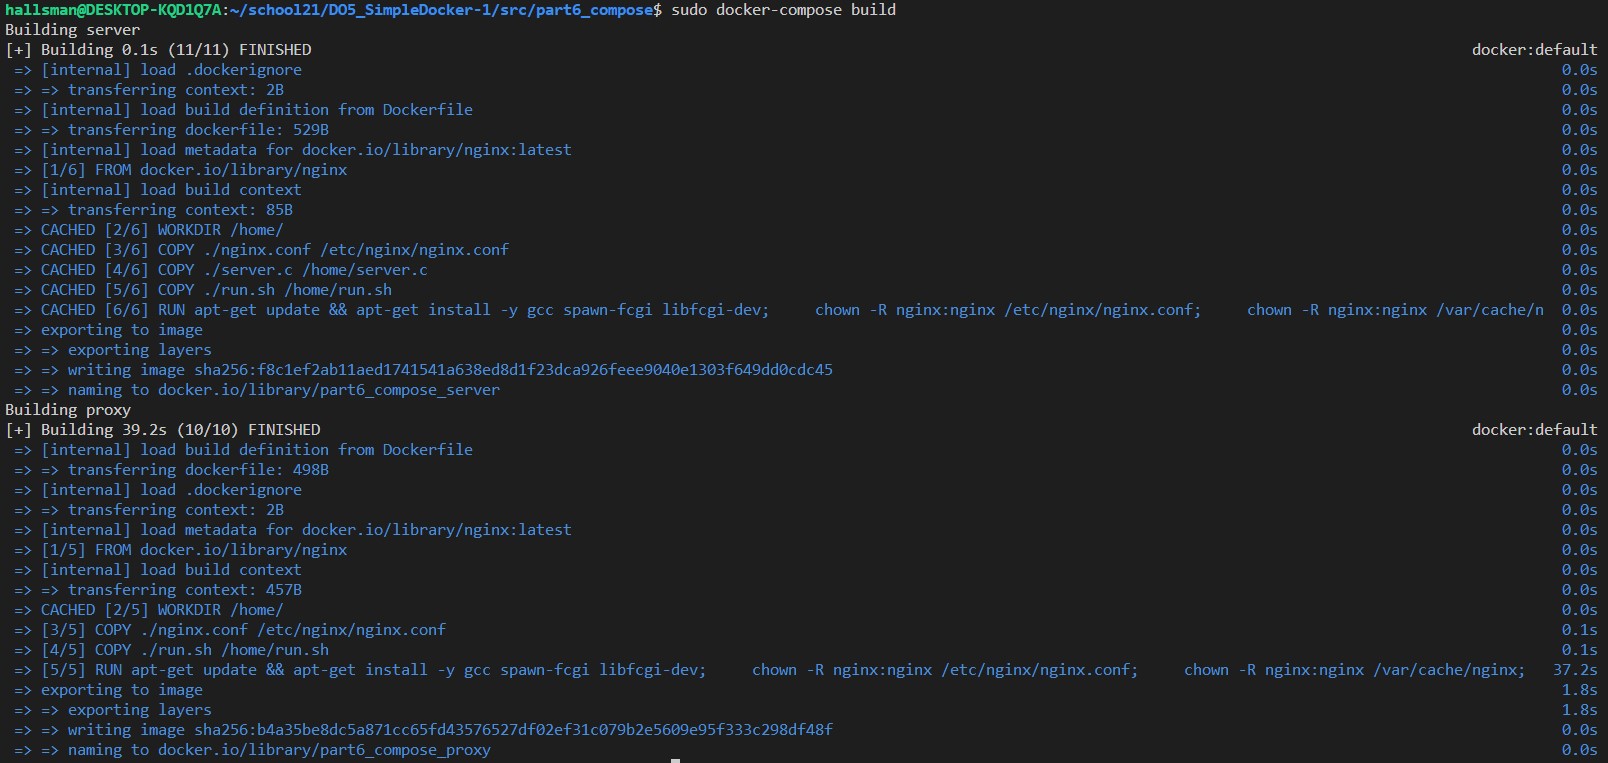 hallsman@DESKTOP-KQD1Q7A:~/school21/DO5_SimpleDocker-1/src/part6_compose$ sudo docker-compose build
Building server
[+] Building 0.1s (11/11) FINISHED docker:default
=> [internal] load .dockerignore 0.0s
=> => transferring context: 2B 0.0s
=> [internal] load build definition from Dockerfile 0.0s
=> => transferring dockerfile: 529B 0.0s
=> [internal] load metadata for docker.io/library/nginx:latest 0.0s
=> [1/6] FROM docker.io/library/nginx 0.0s
=> [internal] load build context 0.0s
=> => transferring context: 85B 0.0s
=> CACHED [2/6] WORKDIR /home/ 0.0s
=> CACHED [3/6] COPY ./nginx.conf /etc/nginx/nginx.conf 0.0s
=> CACHED [4/6] COPY ./server.c /home/server.c 0.0s
=> CACHED [5/6] COPY ./run.sh /home/run.sh 0.0s
=> CACHED [6/6] RUN apt-get update && apt-get install -y gcc spawn-fcgi libfcgi-dev;     chown -R nginx:nginx /etc/nginx/nginx.conf;     chown -R nginx:nginx /var/cache/n 0.0s
=> exporting to image 0.0s
=> => exporting layers 0.0s
=> => writing image sha256:f8c1ef2ab11aed1741541a638ed8d1f23dca926feee9040e1303f649dd0cdc45 0.0s
=> => naming to docker.io/library/part6_compose_server 0.0s
Building proxy
[+] Building 39.2s (10/10) FINISHED docker:default
=> [internal] load build definition from Dockerfile 0.0s
=> => transferring dockerfile: 498B 0.0s
=> [internal] load .dockerignore 0.0s
=> => transferring context: 2B 0.0s
=> [internal] load metadata for docker.io/library/nginx:latest 0.0s
=> [1/5] FROM docker.io/library/nginx 0.0s
=> [internal] load build context 0.0s
=> => transferring context: 457B 0.0s
=> CACHED [2/5] WORKDIR /home/ 0.0s
=> [3/5] COPY ./nginx.conf /etc/nginx/nginx.conf 0.1s
=> [4/5] COPY ./run.sh /home/run.sh 0.1s
=> [5/5] RUN apt-get update && apt-get install -y gcc spawn-fcgi libfcgi-dev;     chown -R nginx:nginx /etc/nginx/nginx.conf;     chown -R nginx:nginx /var/cache/nginx; 37.2s
=> exporting to image 1.8s
=> => exporting layers 1.8s
=> => writing image sha256:b4a35be8dc5a871cc65fd43576527df02ef31c079b2e5609e95f333c298df48f 0.0s
=> => naming to docker.io/library/part6_compose_proxy 0.0s